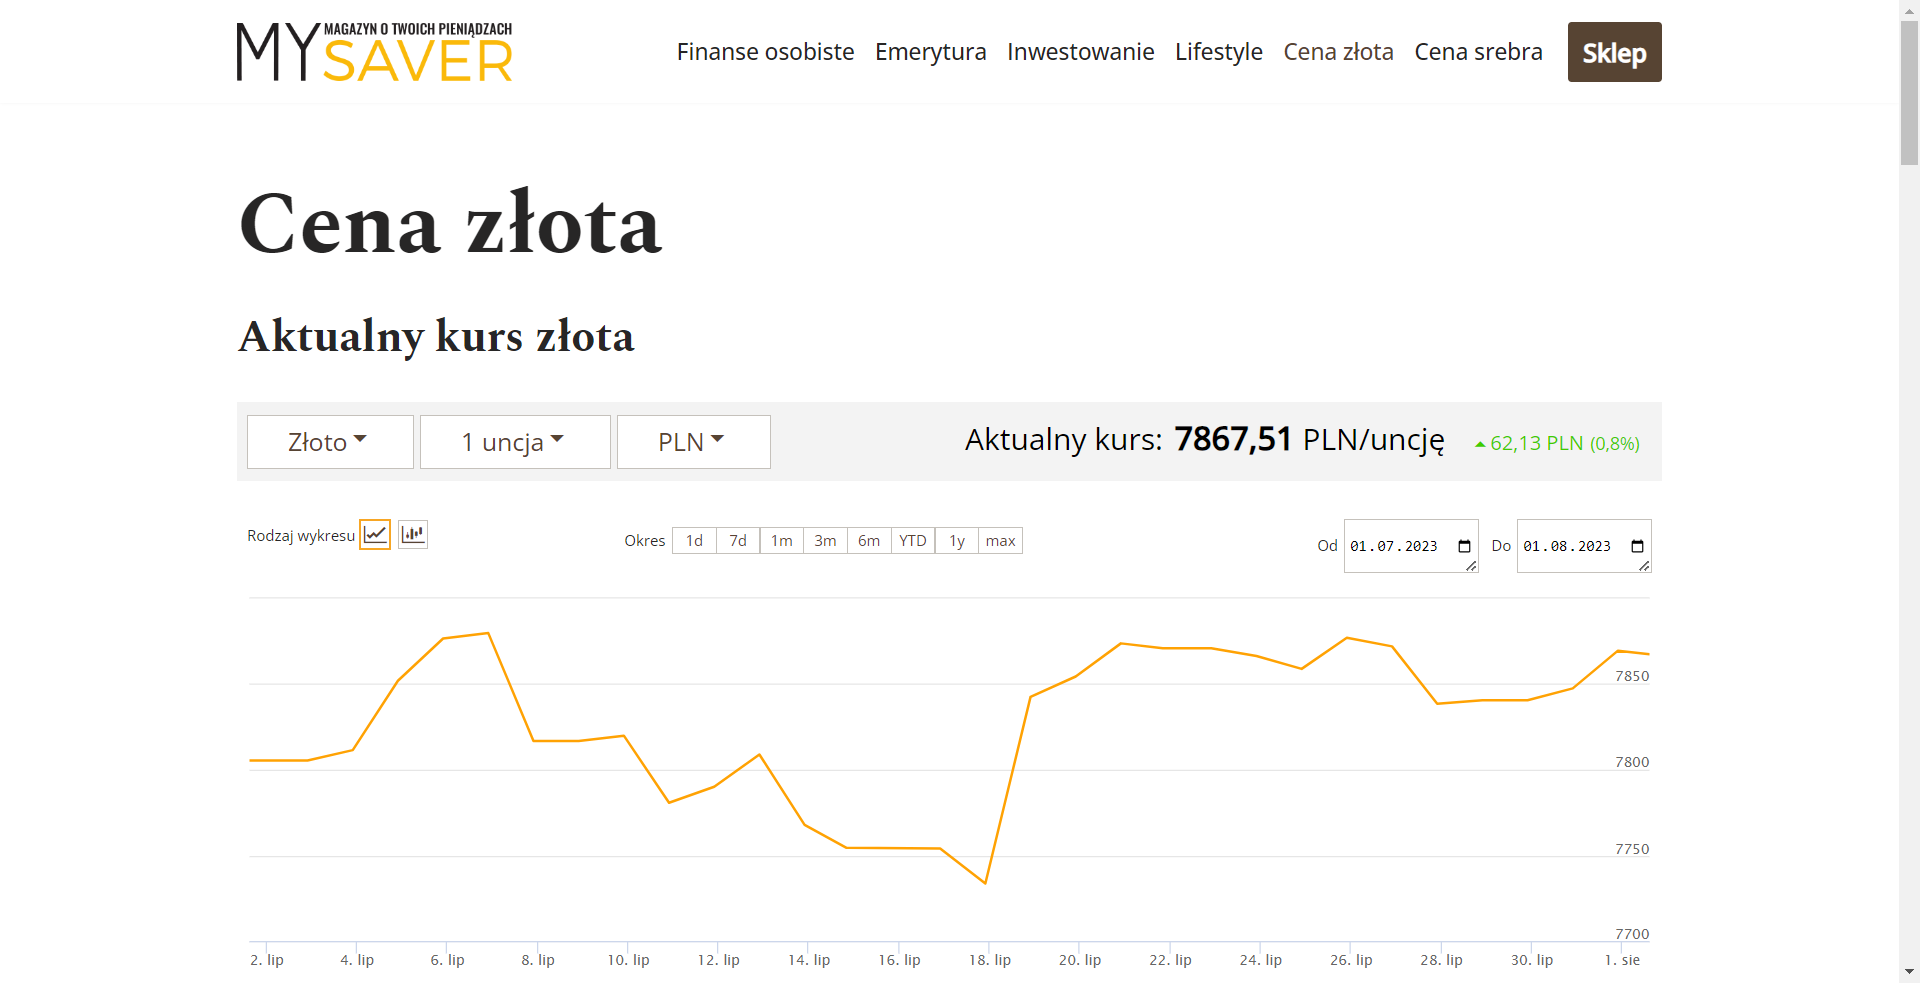 MY SAVER MAGAZYN O TWOICH PIENIĄDZACH
Finanse osobiste Emerytura Inwestowanie Lifestyle Cena złota Cena srebra Sklep
Cena złota
Aktualny kurs złota
Złoto 1 uncja PLN Aktualny kurs: 7867,51 PLN/uncję 62,13 PLN (0,8%)
Rodzaj wykresu Okres 1d 7d 1m 3m 6m YTD 1y max Od 01.07.2023 Do 01.08.2023
7850
7800
7750
7700
2. lip 4. lip 6. lip 8. lip 10. lip 12. lip 14. lip 16. lip 18. lip 20. lip 22. lip 24. lip 26. lip 28. lip 30. lip 1. sie